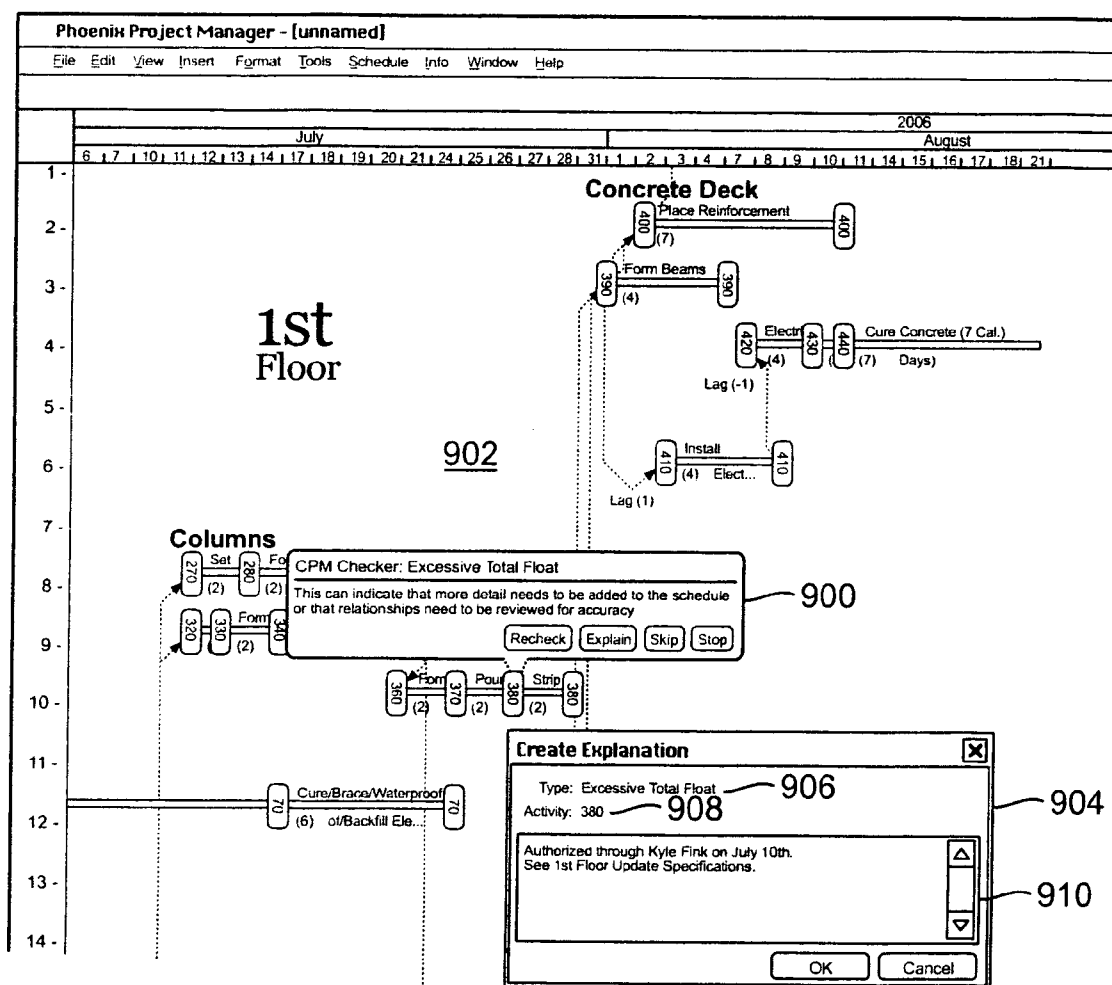 Phoenix Project Manager - [unnamed]
File Edit View Insert Format Tools Schedule Info Window Help
2006
July August
6 7 10 11 12 13 14 17 18 19 20 21 24 25 26 27 28 31 1 2 3 4 7 8 9 10 11 14 15 16 17 18 21
1 -
Concrete Deck
2 -
400 Place Reinforcement 400
(7)
3 -
390 Form Beams 390
(4)
1st
Floor
4 -
420 Electri 430 440 Cure Concrete (7 Cal.)
(4) ( (7) Days)
Lag (-1)
5 -
902
6 -
410 Install 410
(4) Elect...
Lag (1)
7 -
Columns
8 -
270 Set 280 Fo
(2) (2)
CPM Checker: Excessive Total Float
This can indicate that more detail needs to be added to the schedule
or that relationships need to be reviewed for accuracy
Recheck Explain Skip Stop
900
9 -
320 330 Form 340
(2)
10 -
360 Form 370 Pour 380 Strip 380
(2) (2) (2)
11 -
12 -
70 Cure/Brace/Waterproof 70
(6) of/Backfill Ele...
13 -
14 -
Create Explanation
Type: Excessive Total Float 906
Activity: 380 908
904
Authorized through Kyle Fink on July 10th.
See 1st Floor Update Specifications.
910
OK Cancel